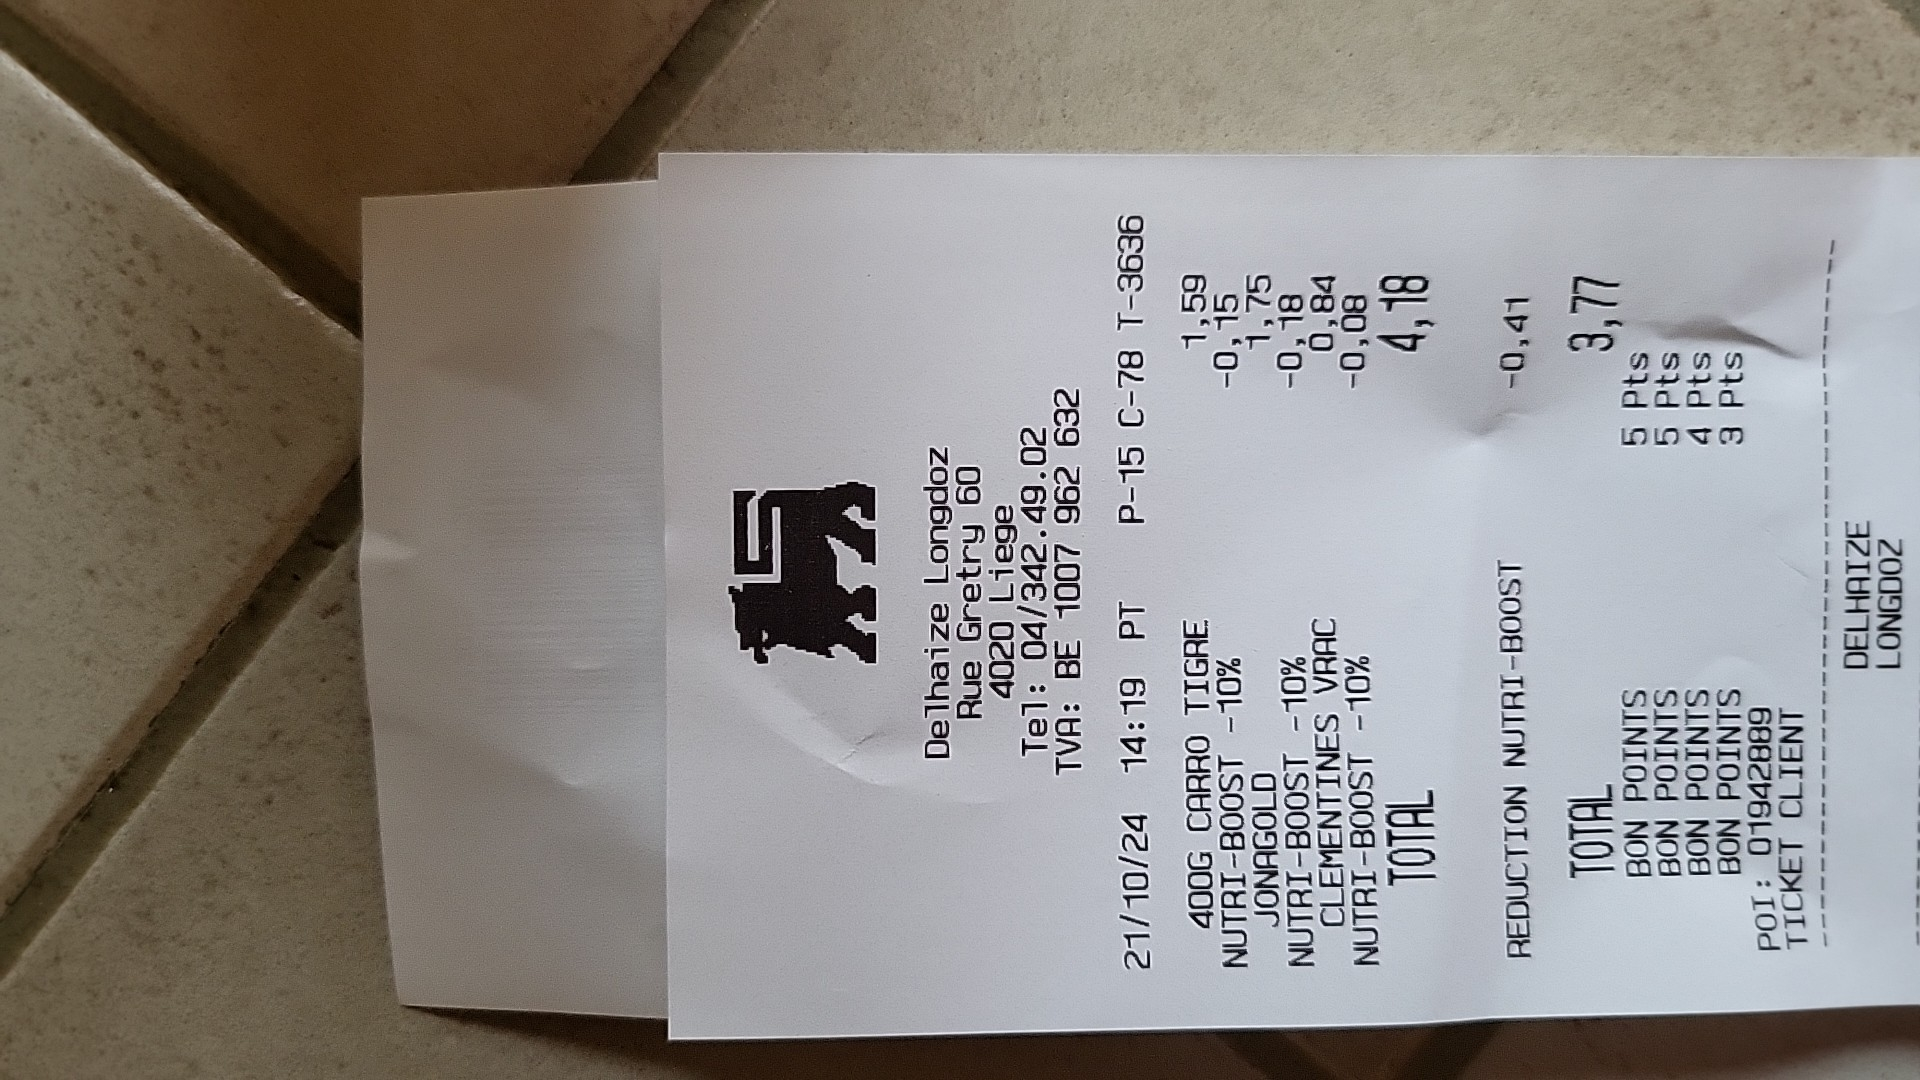 Delhaize Longdoz
Rue Gretry 60
4020 Liege
Tel: 04/342.49.02
TVA: BE 1007 962 632
21/10/24 14:19 PT P-15 C-78 T-3636
400G CARRO TIGRE 1,59
NUTRI-BOOST -10% -0,15
JONAGOLD 1,75
NUTRI-BOOST -10% -0,18
CLEMENTINES VRAC 0,84
NUTRI-BOOST -10% -0,08
TOTAL 4,18
REDUCTION NUTRI-BOOST -0,41
TOTAL 3,77
BON POINTS 5 Pts
BON POINTS 5 Pts
BON POINTS 4 Pts
BON POINTS 3 Pts
POI: 01942889
TICKET CLIENT
DELHAIZE
LONGDOZ